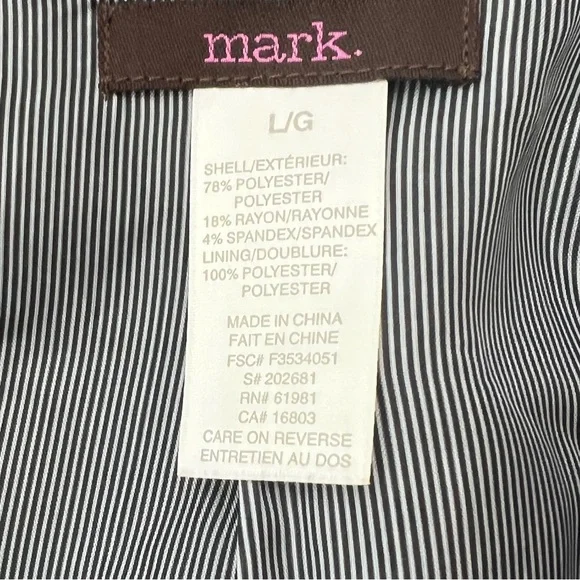 mark.
L/G
SHELL/EXTÉRIEUR:
78% POLYESTER/
POLYESTER
18% RAYON/RAYONNE
4% SPANDEX/SPANDEX
LINING/DOUBLURE:
100% POLYESTER/
POLYESTER
MADE IN CHINA
FAIT EN CHINE
FSC# F3534051
S# 202681
RN# 61981
CA# 16803
CARE ON REVERSE
ENTRETIEN AU DOS